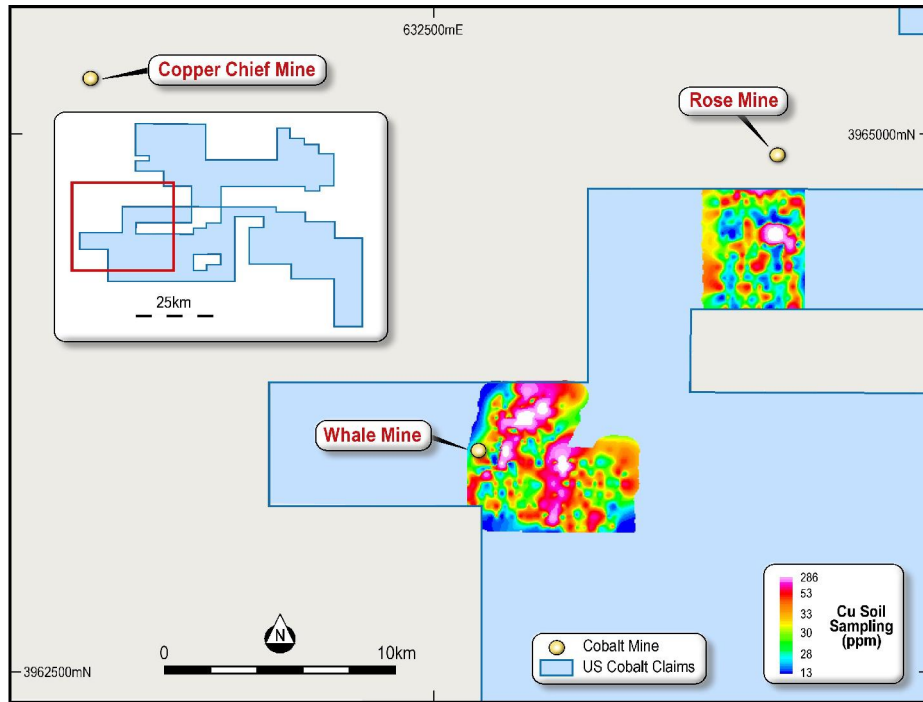 632500mE
Copper Chief Mine
Rose Mine
3965000mN
25km
Whale Mine
286
53
33
30
28
13
Cu Soil
Sampling
(ppm)
N
0
10km
Cobalt Mine
US Cobalt Claims
3962500mN